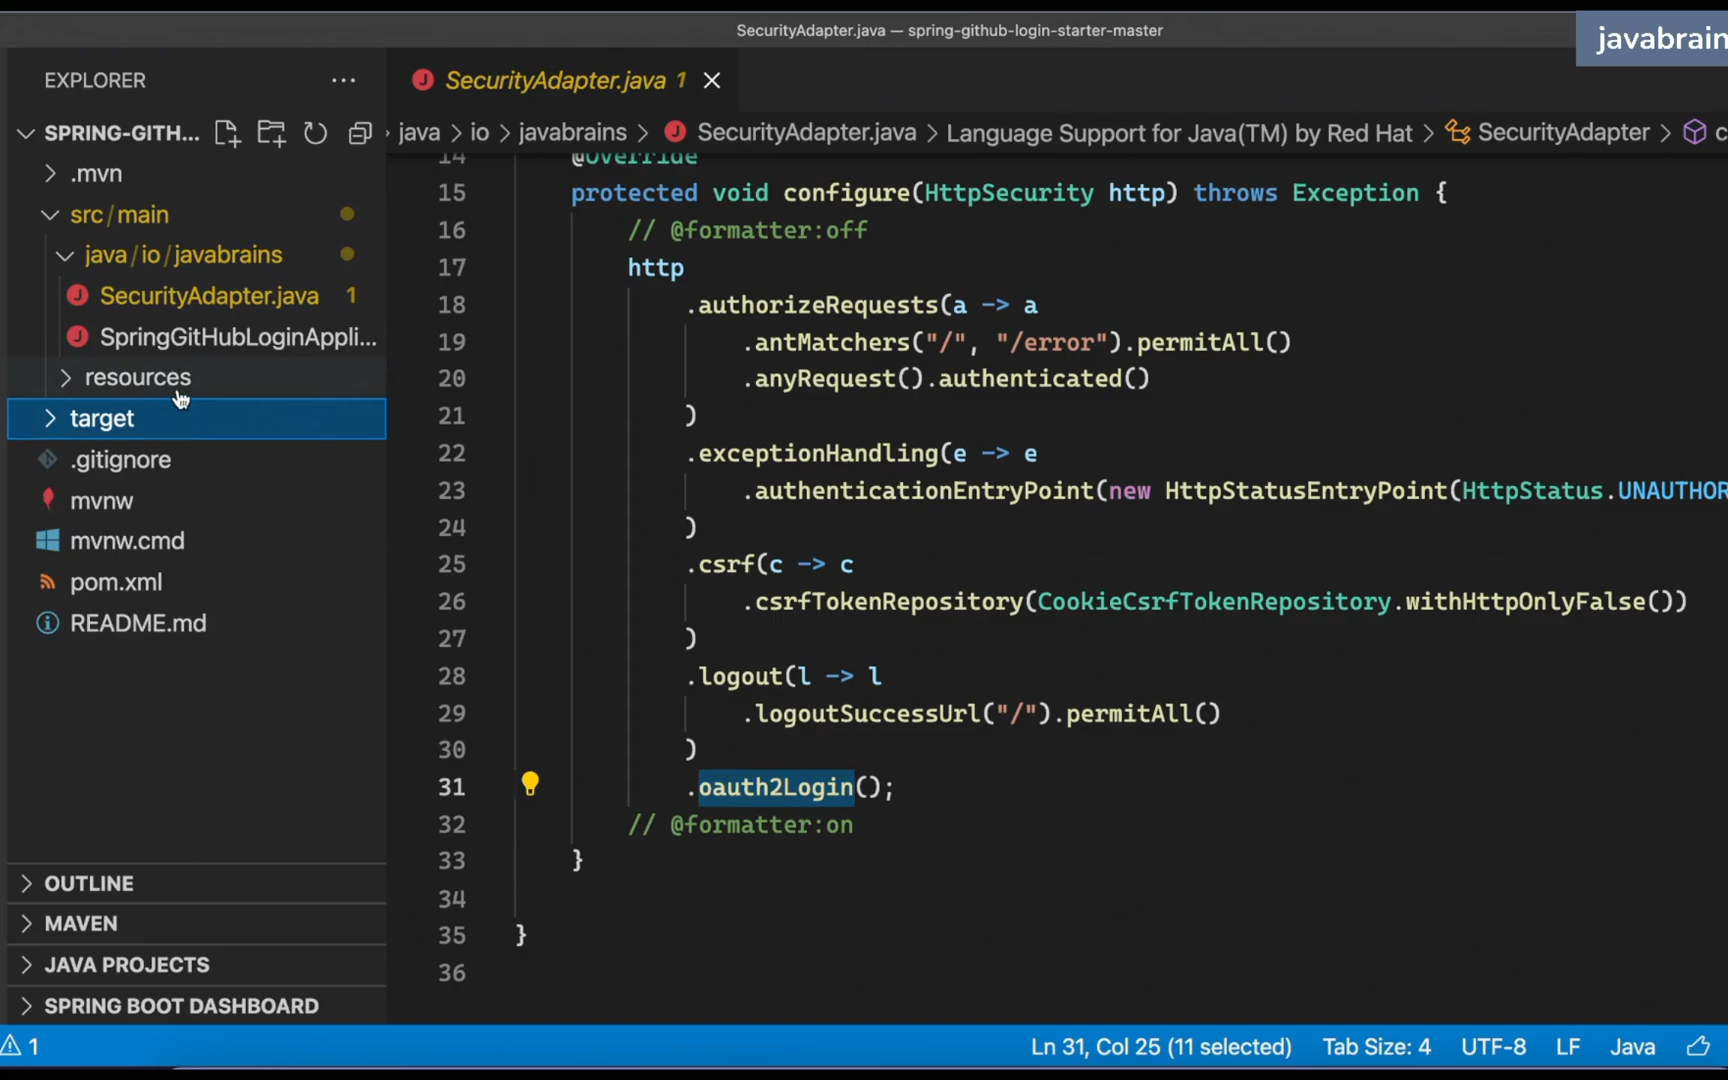 SecurityAdapter.java — spring-github-login-starter-master
javabrain
EXPLORER
SPRING-GITH...
.mvn
src/main
java/io/javabrains
SecurityAdapter.java 1
SpringGitHubLoginAppli...
resources
target
.gitignore
mvnw
mvnw.cmd
pom.xml
README.md
OUTLINE
MAVEN
JAVA PROJECTS
SPRING BOOT DASHBOARD
SecurityAdapter.java 1
java > io > javabrains > SecurityAdapter.java > Language Support for Java(TM) by Red Hat > SecurityAdapter > c
14 @Override
15 protected void configure(HttpSecurity http) throws Exception {
16 // @formatter:off
17 http
18 .authorizeRequests(a -> a
19 .antMatchers("/", "/error").permitAll()
20 .anyRequest().authenticated()
21 )
22 .exceptionHandling(e -> e
23 .authenticationEntryPoint(new HttpStatusEntryPoint(HttpStatus.UNAUTHOR
24 )
25 .csrf(c -> c
26 .csrfTokenRepository(CookieCsrfTokenRepository.withHttpOnlyFalse())
27 )
28 .logout(l -> l
29 .logoutSuccessUrl("/").permitAll()
30 )
31 .oauth2Login();
32 // @formatter:on
33 }
34
35 }
36
1
Ln 31, Col 25 (11 selected)
Tab Size: 4
UTF-8
LF
Java